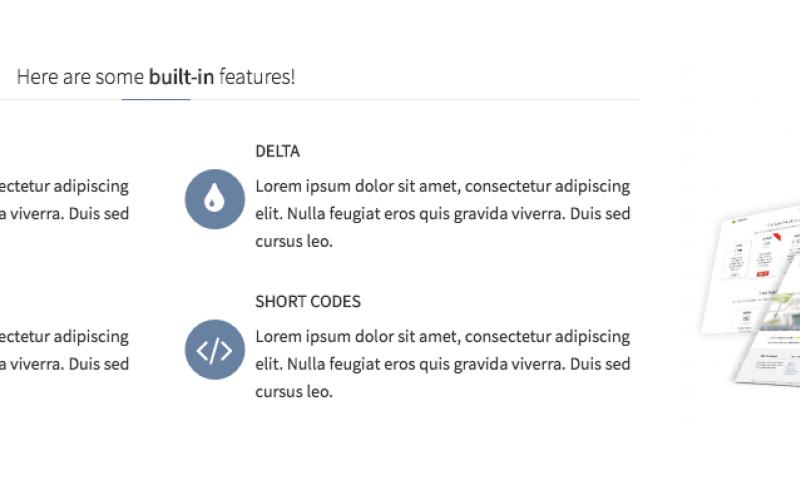 Here are some built-in features!
DELTA
ectetur adipiscing
Lorem ipsum dolor sit amet, consectetur adipiscing
a viverra. Duis sed
elit. Nulla feugiat eros quis gravida viverra. Duis sed
cursus leo.
SHORT CODES
ectetur adipiscing
Lorem ipsum dolor sit amet, consectetur adipiscing
a viverra. Duis sed
elit. Nulla feugiat eros quis gravida viverra. Duis sed
cursus leo.